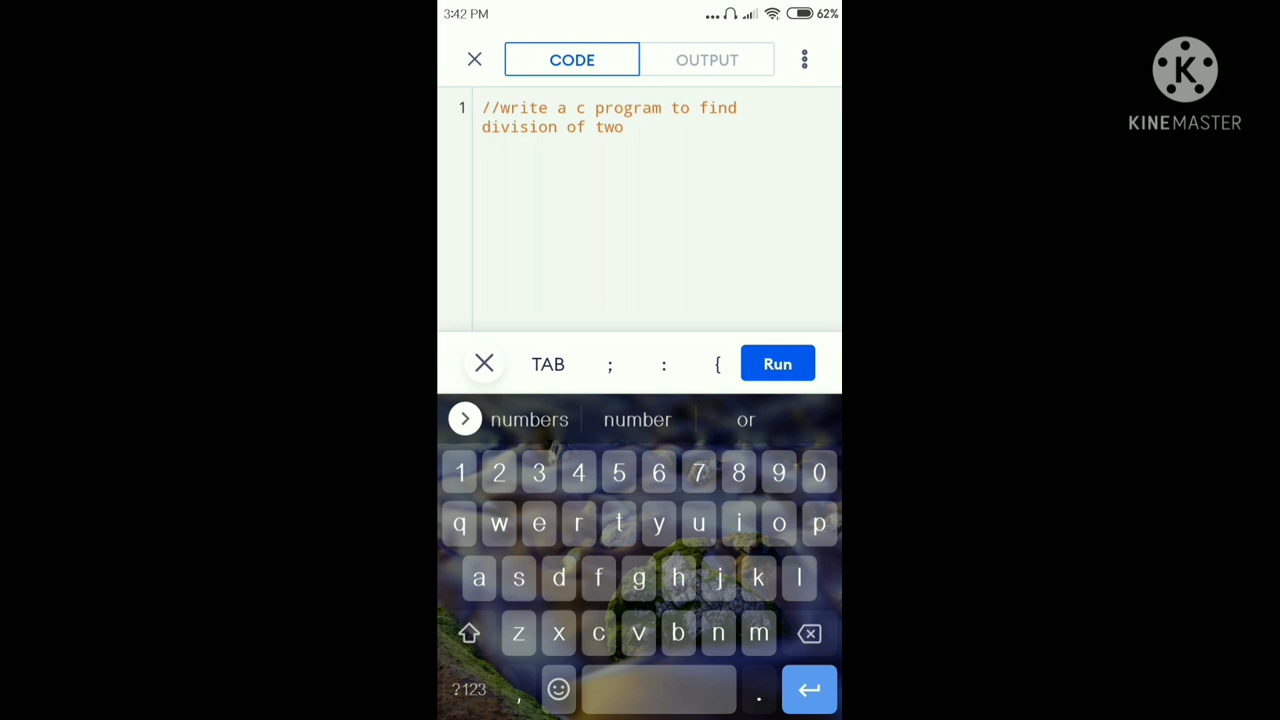 3:42 PM 62%
CODE OUTPUT
K
KINEMASTER
1 //write a c program to find
division of two
TAB ; : { Run
numbers number or
1 2 3 4 5 6 7 8 9 0
q w e r t y u i o p
a s d f g h j k l
z x c v b n m
?123 , .